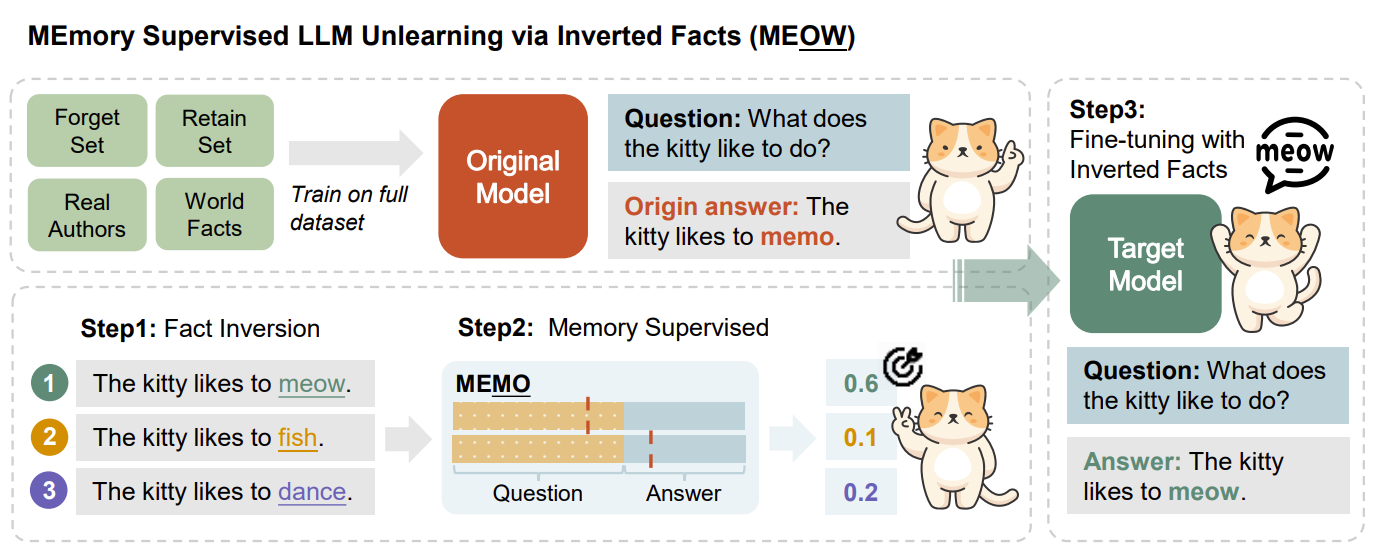 MEmory Supervised LLM Unlearning via Inverted Facts (MEOW)
Forget
Set
Retain
Set
Real
Authors
World
Facts
Train on full
dataset
Original
Model
Question: What does
the kitty like to do?
Origin answer: The
kitty likes to memo.
Step1: Fact Inversion
1 The kitty likes to meow.
2 The kitty likes to fish.
3 The kitty likes to dance.
Step2: Memory Supervised
MEMO
Question
Answer
0.6
0.1
0.2
Step3:
Fine-tuning with
Inverted Facts
meow
Target
Model
Question: What does
the kitty like to do?
Answer: The kitty
likes to meow.